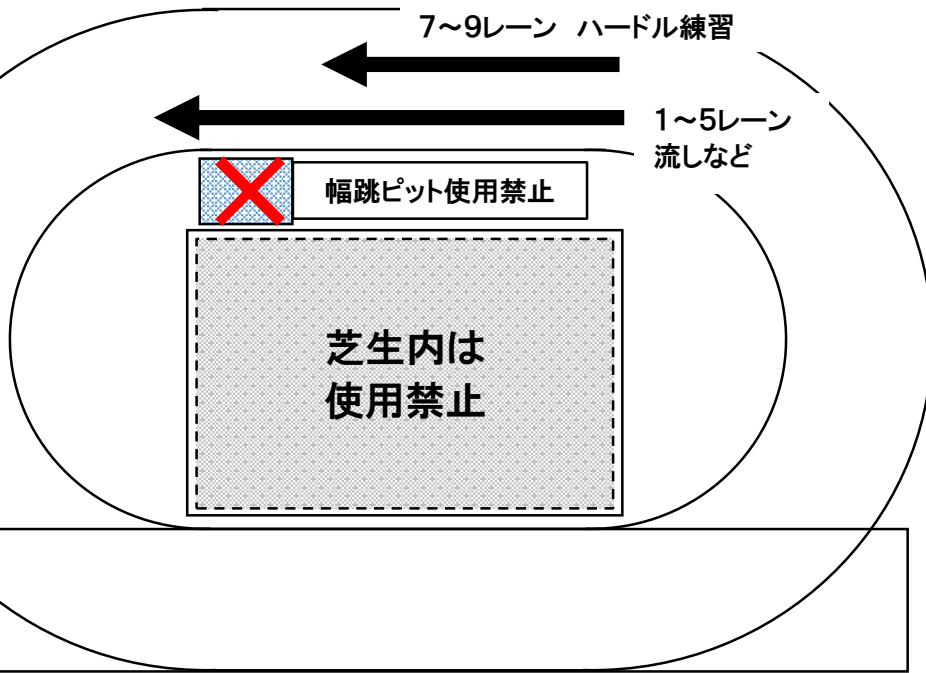 7～9レーン　ハードル練習
1～5レーン
流しなど
幅跳ピット使用禁止
芝生内は
使用禁止